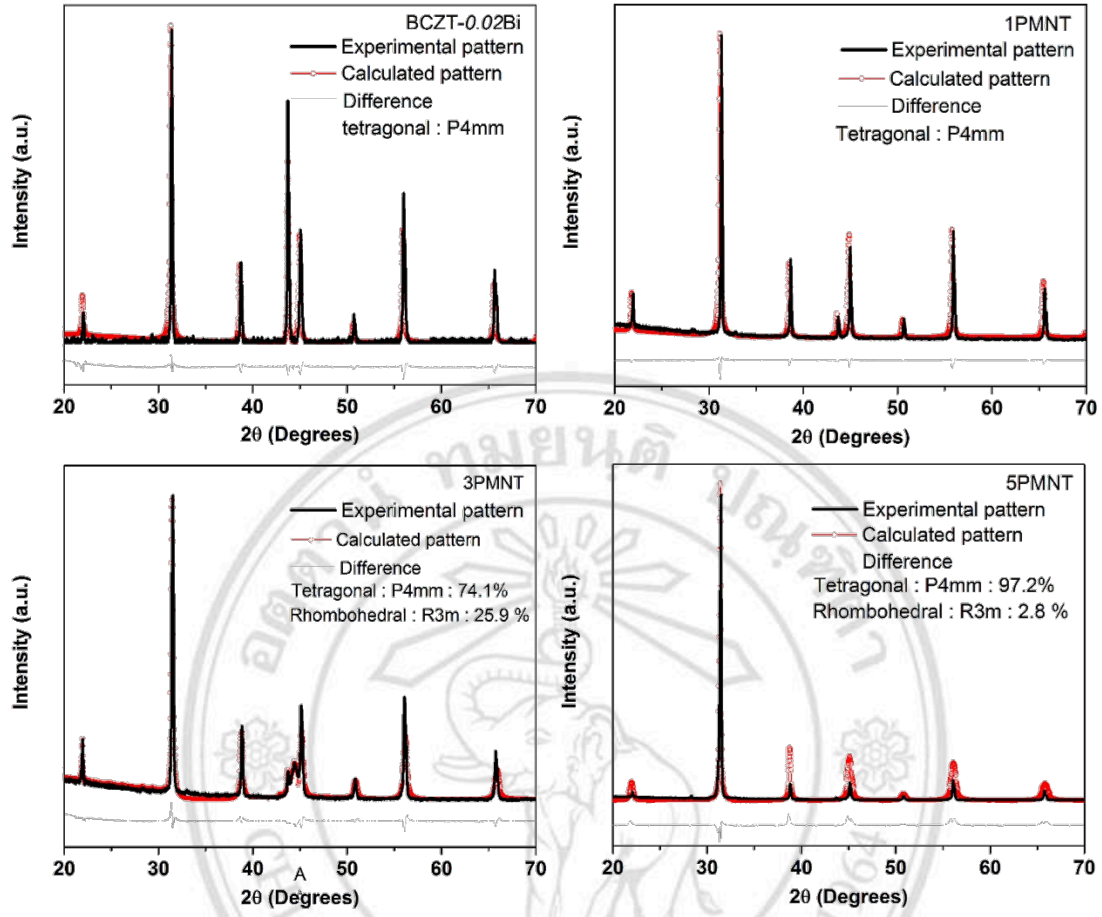 BCZT-0.02Bi
Experimental pattern
Calculated pattern
Difference
tetragonal : P4mm
Intensity (a.u.)
20 30 40 50 60 70
2θ (Degrees)
1PMNT
Experimental pattern
Calculated pattern
Difference
Tetragonal : P4mm
Intensity (a.u.)
20 30 40 50 60 70
2θ (Degrees)
3PMNT
Experimental pattern
Calculated pattern
Difference
Tetragonal : P4mm : 74.1%
Rhombohedral : R3m : 25.9 %
Intensity (a.u.)
20 30 40 50 60 70
A
2θ (Degrees)
5PMNT
Experimental pattern
Calculated pattern
Difference
Tetragonal : P4mm : 97.2%
Rhombohedral : R3m : 2.8 %
Intensity (a.u.)
20 30 40 50 60 70
2θ (Degrees)